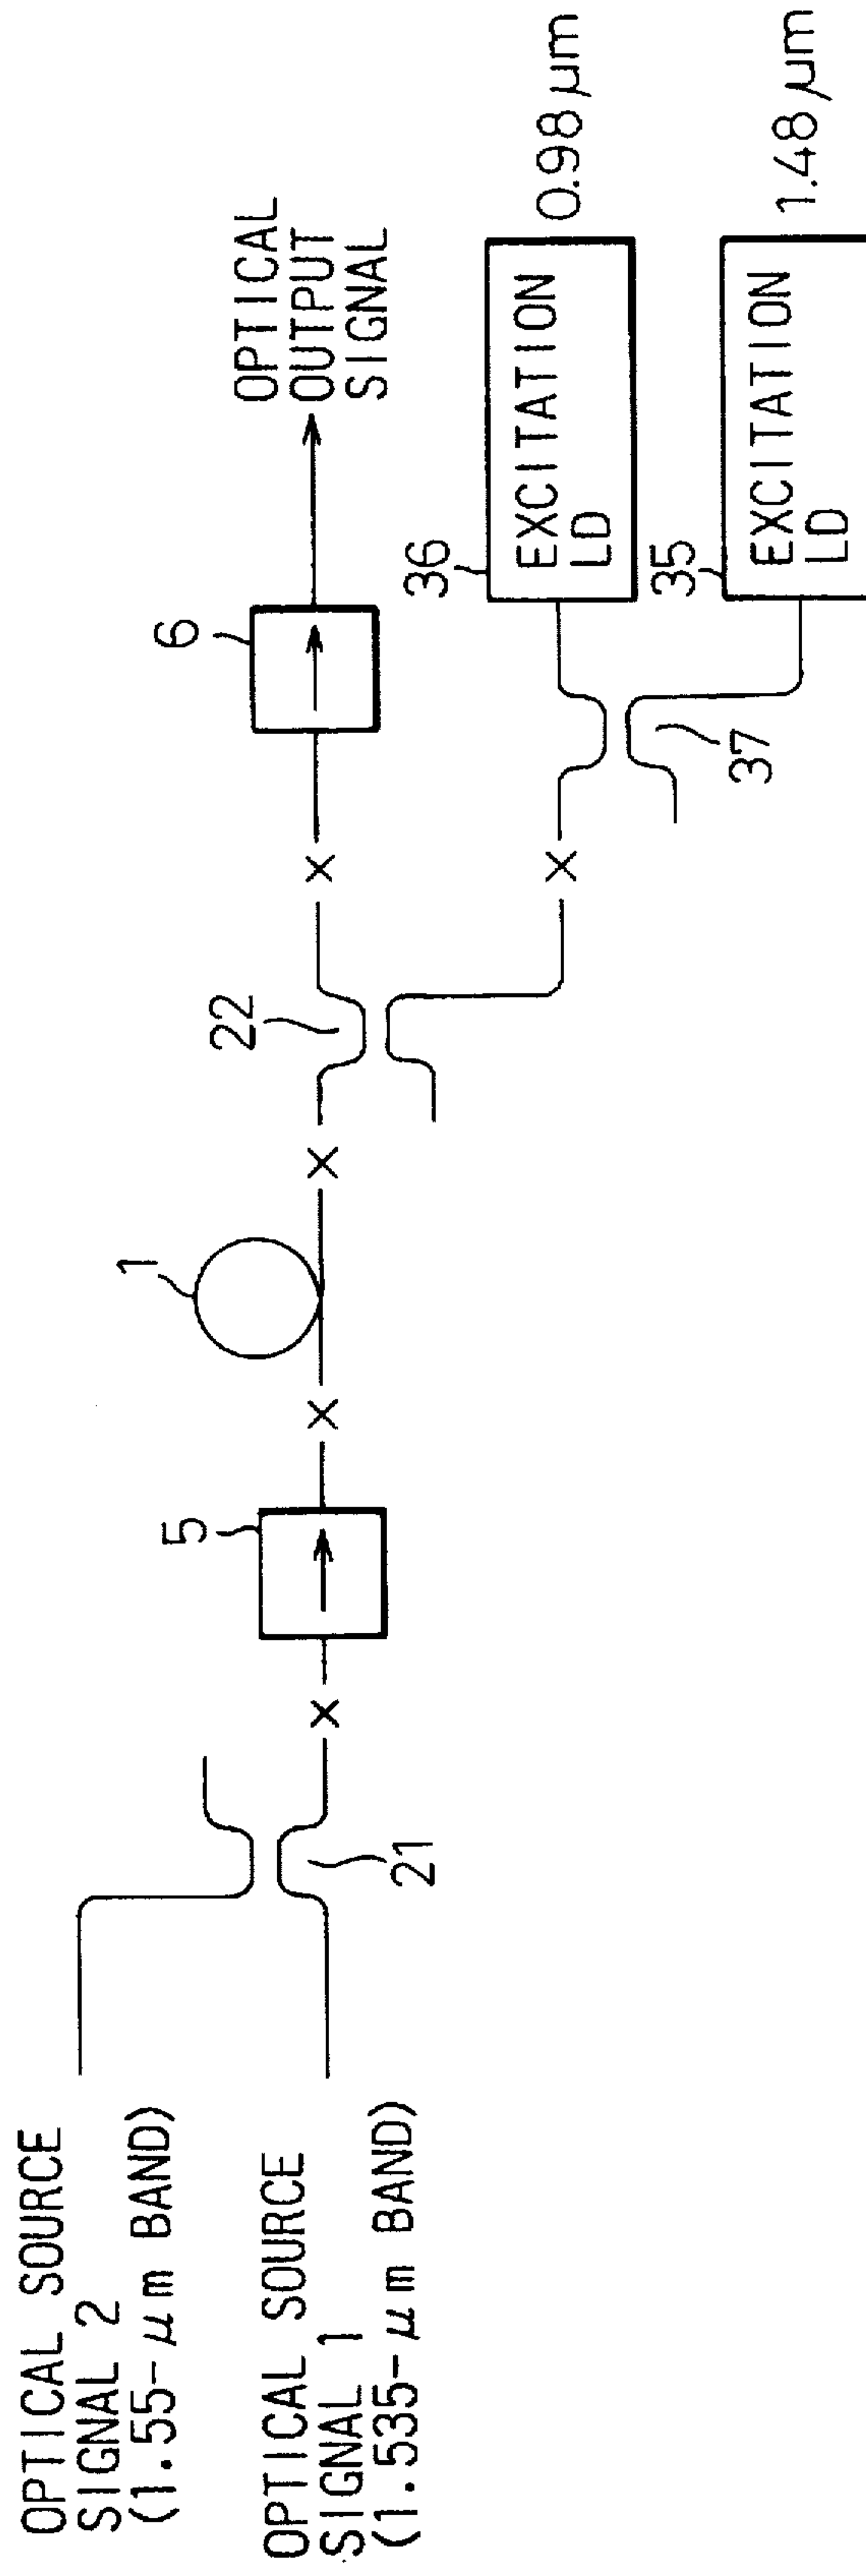 OPTICAL SOURCE
SIGNAL 2
(1.55-μm BAND)
OPTICAL SOURCE
SIGNAL 1
(1.535-μm BAND)
21
5
1
22
6
OPTICAL
OUTPUT
SIGNAL
36
EXCITATION
LD
0.98 μm
37
35
EXCITATION
LD
1.48 μm
x
x
x
x
x
x